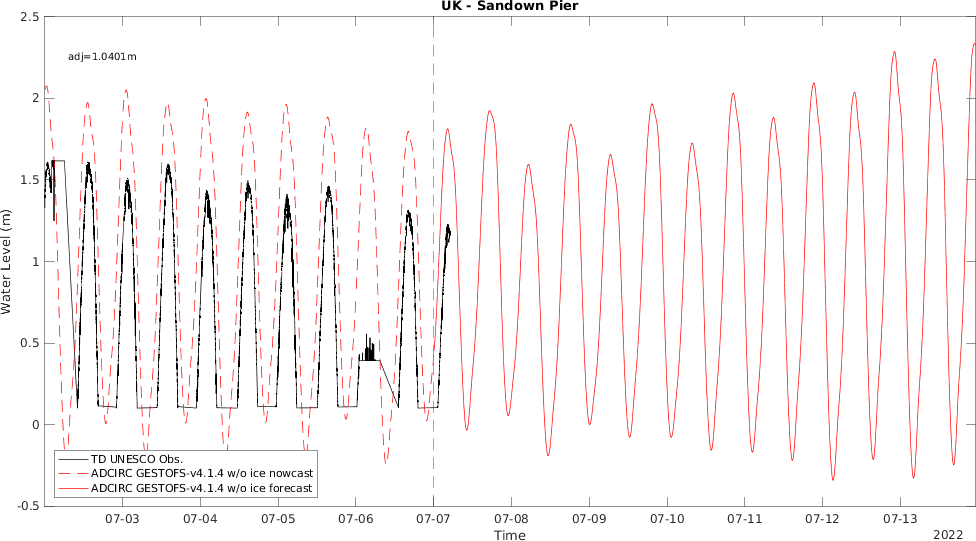 UK - Sandown Pier
adj=1.0401m
2.5
2
1.5
1
0.5
0
-0.5
Water Level (m)
TD UNESCO Obs.
ADCIRC GESTOFS-v4.1.4 w/o ice nowcast
ADCIRC GESTOFS-v4.1.4 w/o ice forecast
07-03 07-04 07-05 07-06 07-07 07-08 07-09 07-10 07-11 07-12 07-13
Time
2022